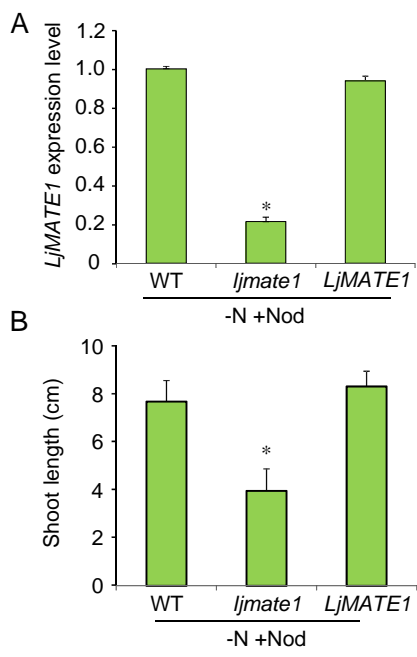 A
LjMATE1 expression level
1.2
1.0
0.8
0.6
0.4
0.2
0
*
WT ljmate1 LjMATE1
-N +Nod
B
Shoot length (cm)
10
8
6
4
2
0
*
WT ljmate1 LjMATE1
-N +Nod